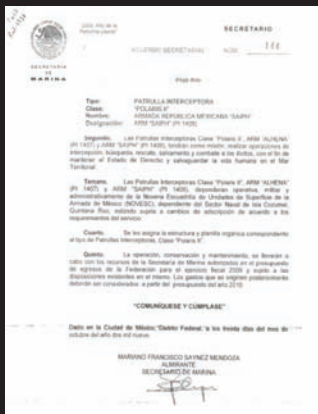 SECRETARIO
ACUERDO SECRETARIAL NÚM.
SECRETARIA
DE
MARINA
Hoja dos
Tipo: PATRULLA INTERCEPTORA
Clase: "POLARIS II"
Nombre: ARMADA REPÚBLICA MEXICANA "SAIPH"
Designación: ARM "SAIPH" (PI 1408)
Segundo. Las Patrullas Interceptoras Clase "Polaris II", ARM "ALHENA"
(PI 1407) y ARM "SAIPH" (PI 1408), tendrán como misión, realizar operaciones de
intercepción, búsqueda, rescate, salvamento y combate a los ilícitos, con el fin de
mantener el Estado de Derecho y salvaguardar la vida humana en el Mar
Territorial.
Tercero. Las Patrullas Interceptoras Clase "Polaris II", ARM "ALHENA"
(PI 1407) y ARM "SAIPH" (PI 1408), dependerán operativa, militar y
administrativamente de la Novena Escuadrilla de Unidades de Superficie de la
Armada de México (NOVESC), dependiente del Sector Naval de Isla Cozumel,
Quintana Roo, estando sujeto a cambios de adscripción de acuerdo a los
requerimientos del servicio.
Cuarto. Se les asigna la estructura y planilla orgánica correspondiente
al tipo de Patrullas Interceptoras, Clase "Polaris II".
Quinto. La operación, conservación y mantenimiento, se llevarán a
cabo con los recursos de la Secretaría de Marina autorizados en el presupuesto
de egresos de la Federación para el ejercicio fiscal 2009 y sujeto a las
disposiciones existentes en el mismo. Los gastos que se originen posteriormente
deberán ser considerados a partir del presupuesto del año 2010.
"COMUNÍQUESE Y CÚMPLASE"
Dado en la Ciudad de México, Distrito Federal, a los treinta días del mes de
octubre del año dos mil nueve.
MARIANO FRANCISCO SAYNEZ MENDOZA
ALMIRANTE
SECRETARIO DE MARINA